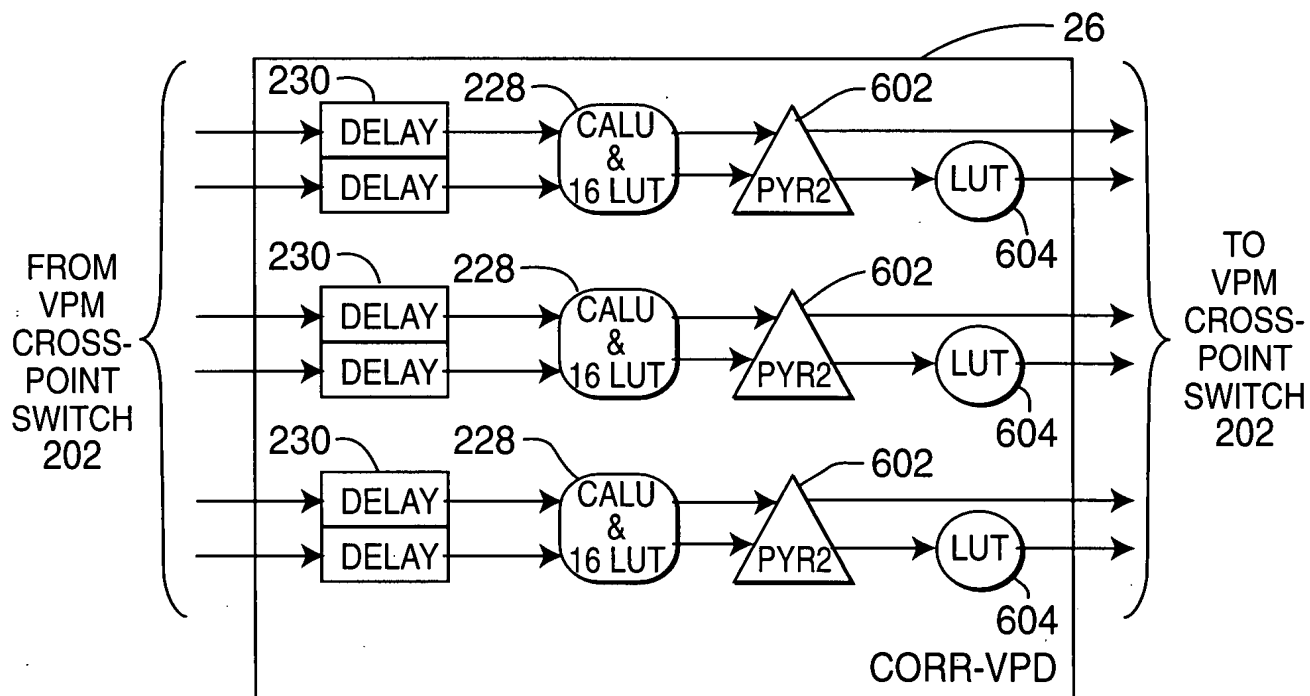 26
230
228
602
DELAY
DELAY
CALU
&
16 LUT
PYR2
LUT
604
230
228
602
DELAY
DELAY
CALU
&
16 LUT
PYR2
LUT
604
230
228
602
DELAY
DELAY
CALU
&
16 LUT
PYR2
LUT
604
FROM
VPM
CROSS-
POINT
SWITCH
202
TO
VPM
CROSS-
POINT
SWITCH
202
CORR-VPD